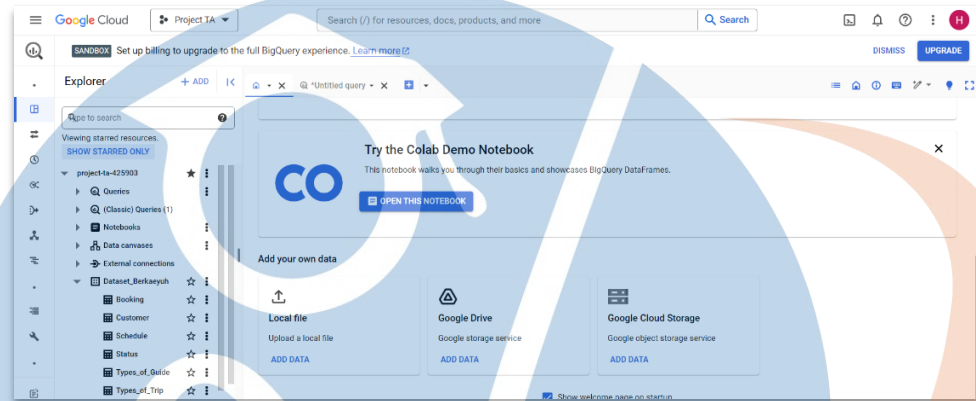 Google Cloud
Project TA
Search (/) for resources, docs, products, and more
Search
H
SANDBOX Set up billing to upgrade to the full BigQuery experience. Learn more
DISMISS
UPGRADE
Explorer
+ ADD
*Untitled query
Type to search
Viewing starred resources.
SHOW STARRED ONLY
project-ta-425903
Queries
(Classic) Queries (1)
Notebooks
Data canvases
External connections
Dataset_Berkaeyuh
Booking
Customer
Schedule
Status
Types_of_Guide
Types_of_Trip
Try the Colab Demo Notebook
This notebook walks you through their basics and showcases BigQuery DataFrames.
OPEN THIS NOTEBOOK
Add your own data
Local file
Upload a local file
ADD DATA
Google Drive
Google storage service
ADD DATA
Google Cloud Storage
Google object storage service
ADD DATA
Show welcome page on startup